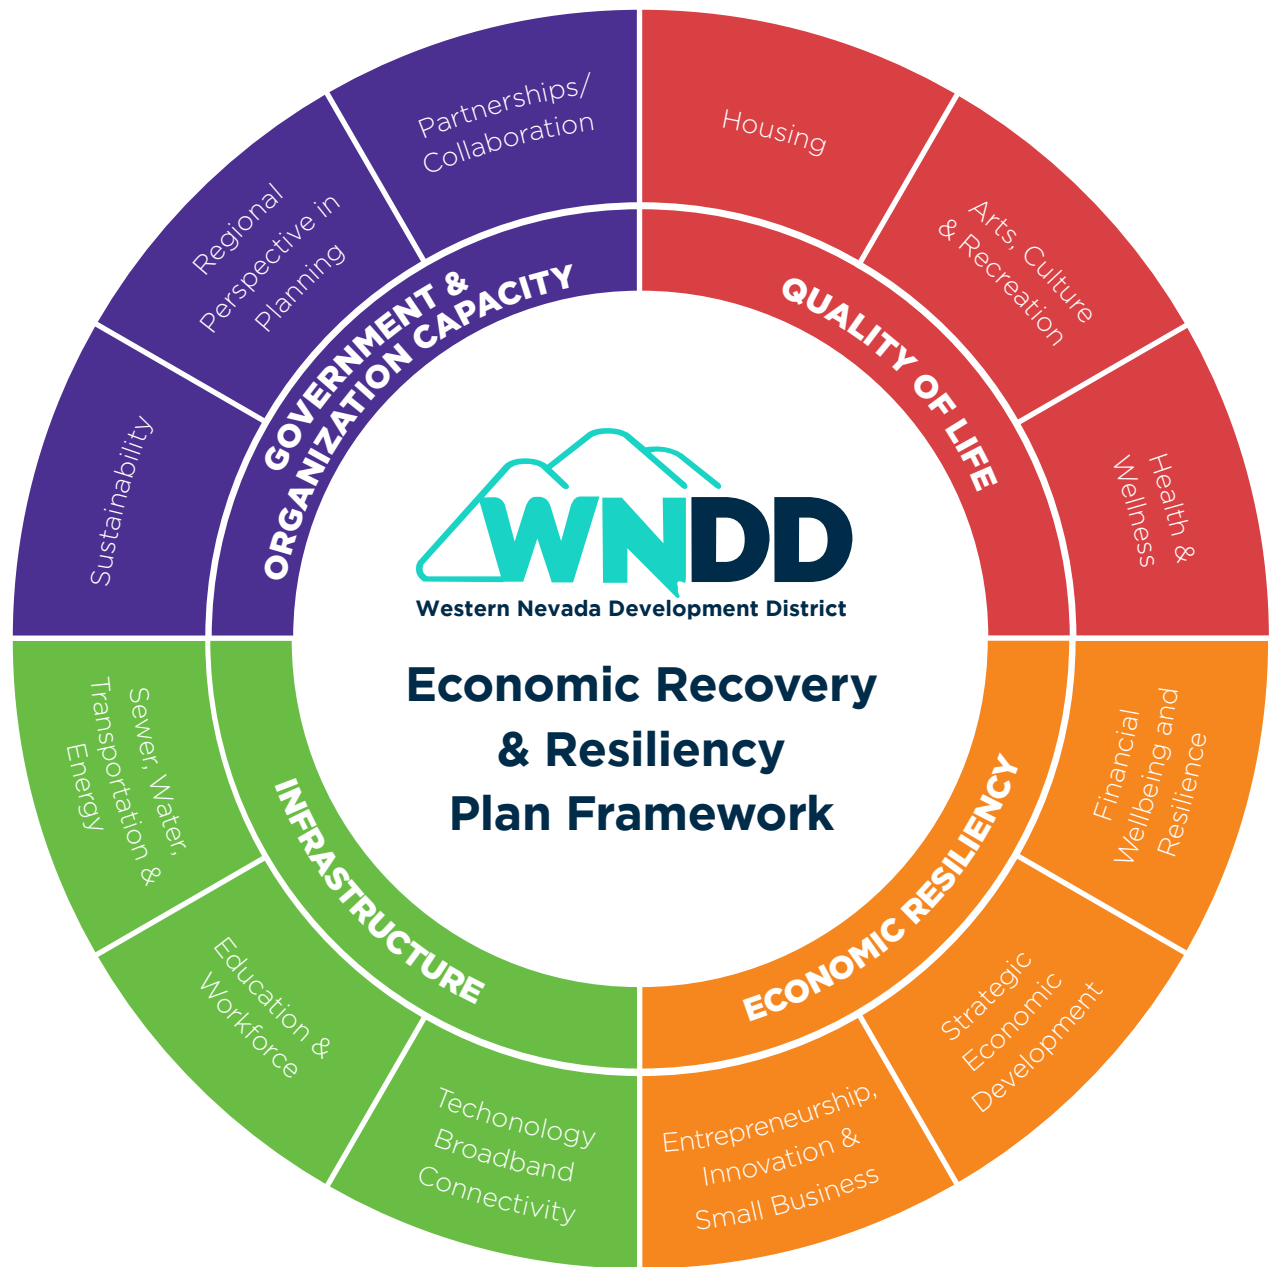 Partnerships/
Collaboration
Regional
Perspective in
Planning
Sustainability
GOVERNMENT &
ORGANIZATION CAPACITY
Housing
Arts, Culture
& Recreation
Health &
Wellness
QUALITY OF LIFE
WNDD
Western Nevada Development District
Economic Recovery
& Resiliency
Plan Framework
Financial
Wellbeing and
Resilience
Strategic
Economic
Development
Entrepreneurship,
Innovation &
Small Business
ECONOMIC RESILIENCY
Sewer, Water,
Transportation &
Energy
Education &
Workforce
Techonology
Broadband
Connectivity
INFRASTRUCTURE